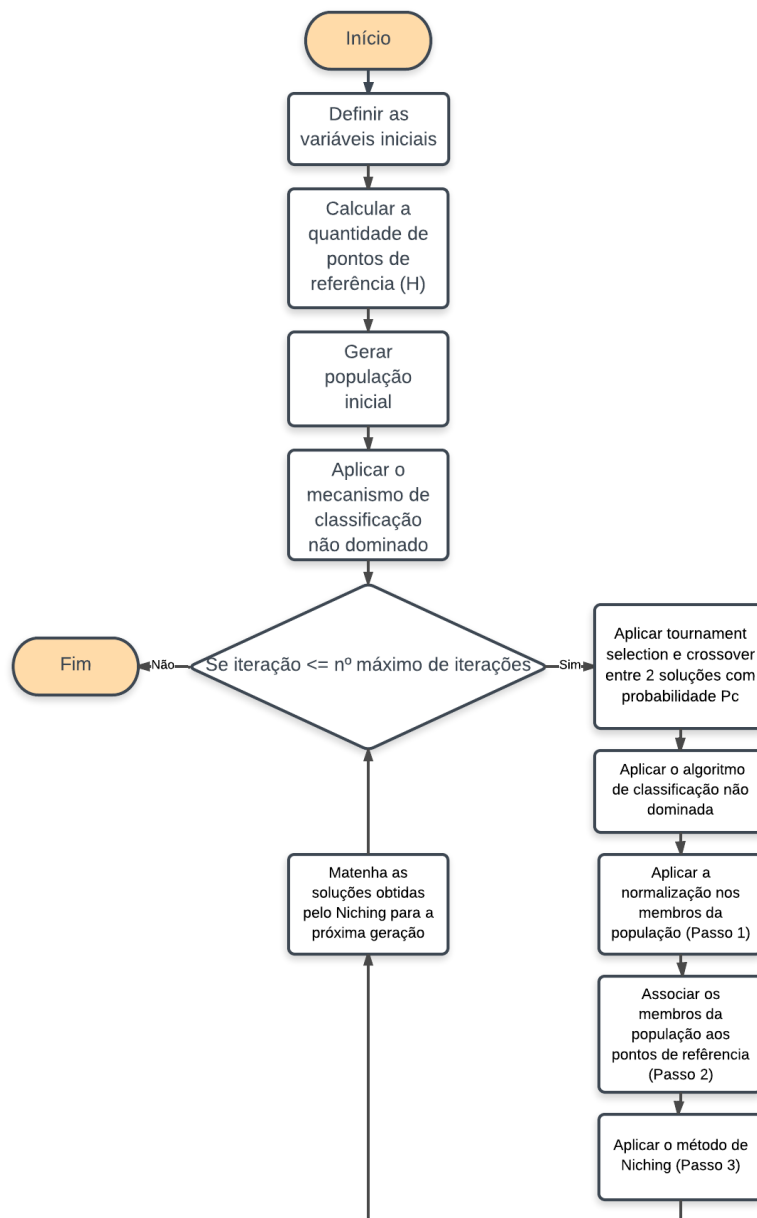 Início
Definir as
variáveis iniciais
Calcular a
quantidade de
pontos de
referência (H)
Gerar
população
inicial
Aplicar o
mecanismo de
classificação
não dominado
Fim
Não
Se iteração <= nº máximo de iterações
Sim
Aplicar tournament
selection e crossover
entre 2 soluções com
probabilidade Pc
Aplicar o algoritmo
de classificação não
dominada
Aplicar a
normalização nos
membros da
população (Passo 1)
Associar os
membros da
população aos
pontos de refêrencia
(Passo 2)
Aplicar o método de
Niching (Passo 3)
Matenha as
soluções obtidas
pelo Niching para a
próxima geração